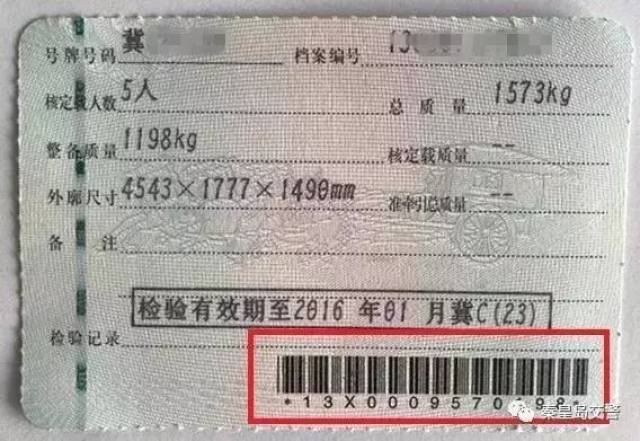 号牌号码 冀 档案编号 13
核定载人数 5人 总质量 1573kg
整备质量 1198kg 核定载质量 --
外廓尺寸 4543×1777×1490mm 准牵引总质量 --
备注
检验有效期至2016 年01 月冀C(23)
检验记录
*13X0009570898*
秦皇岛交警